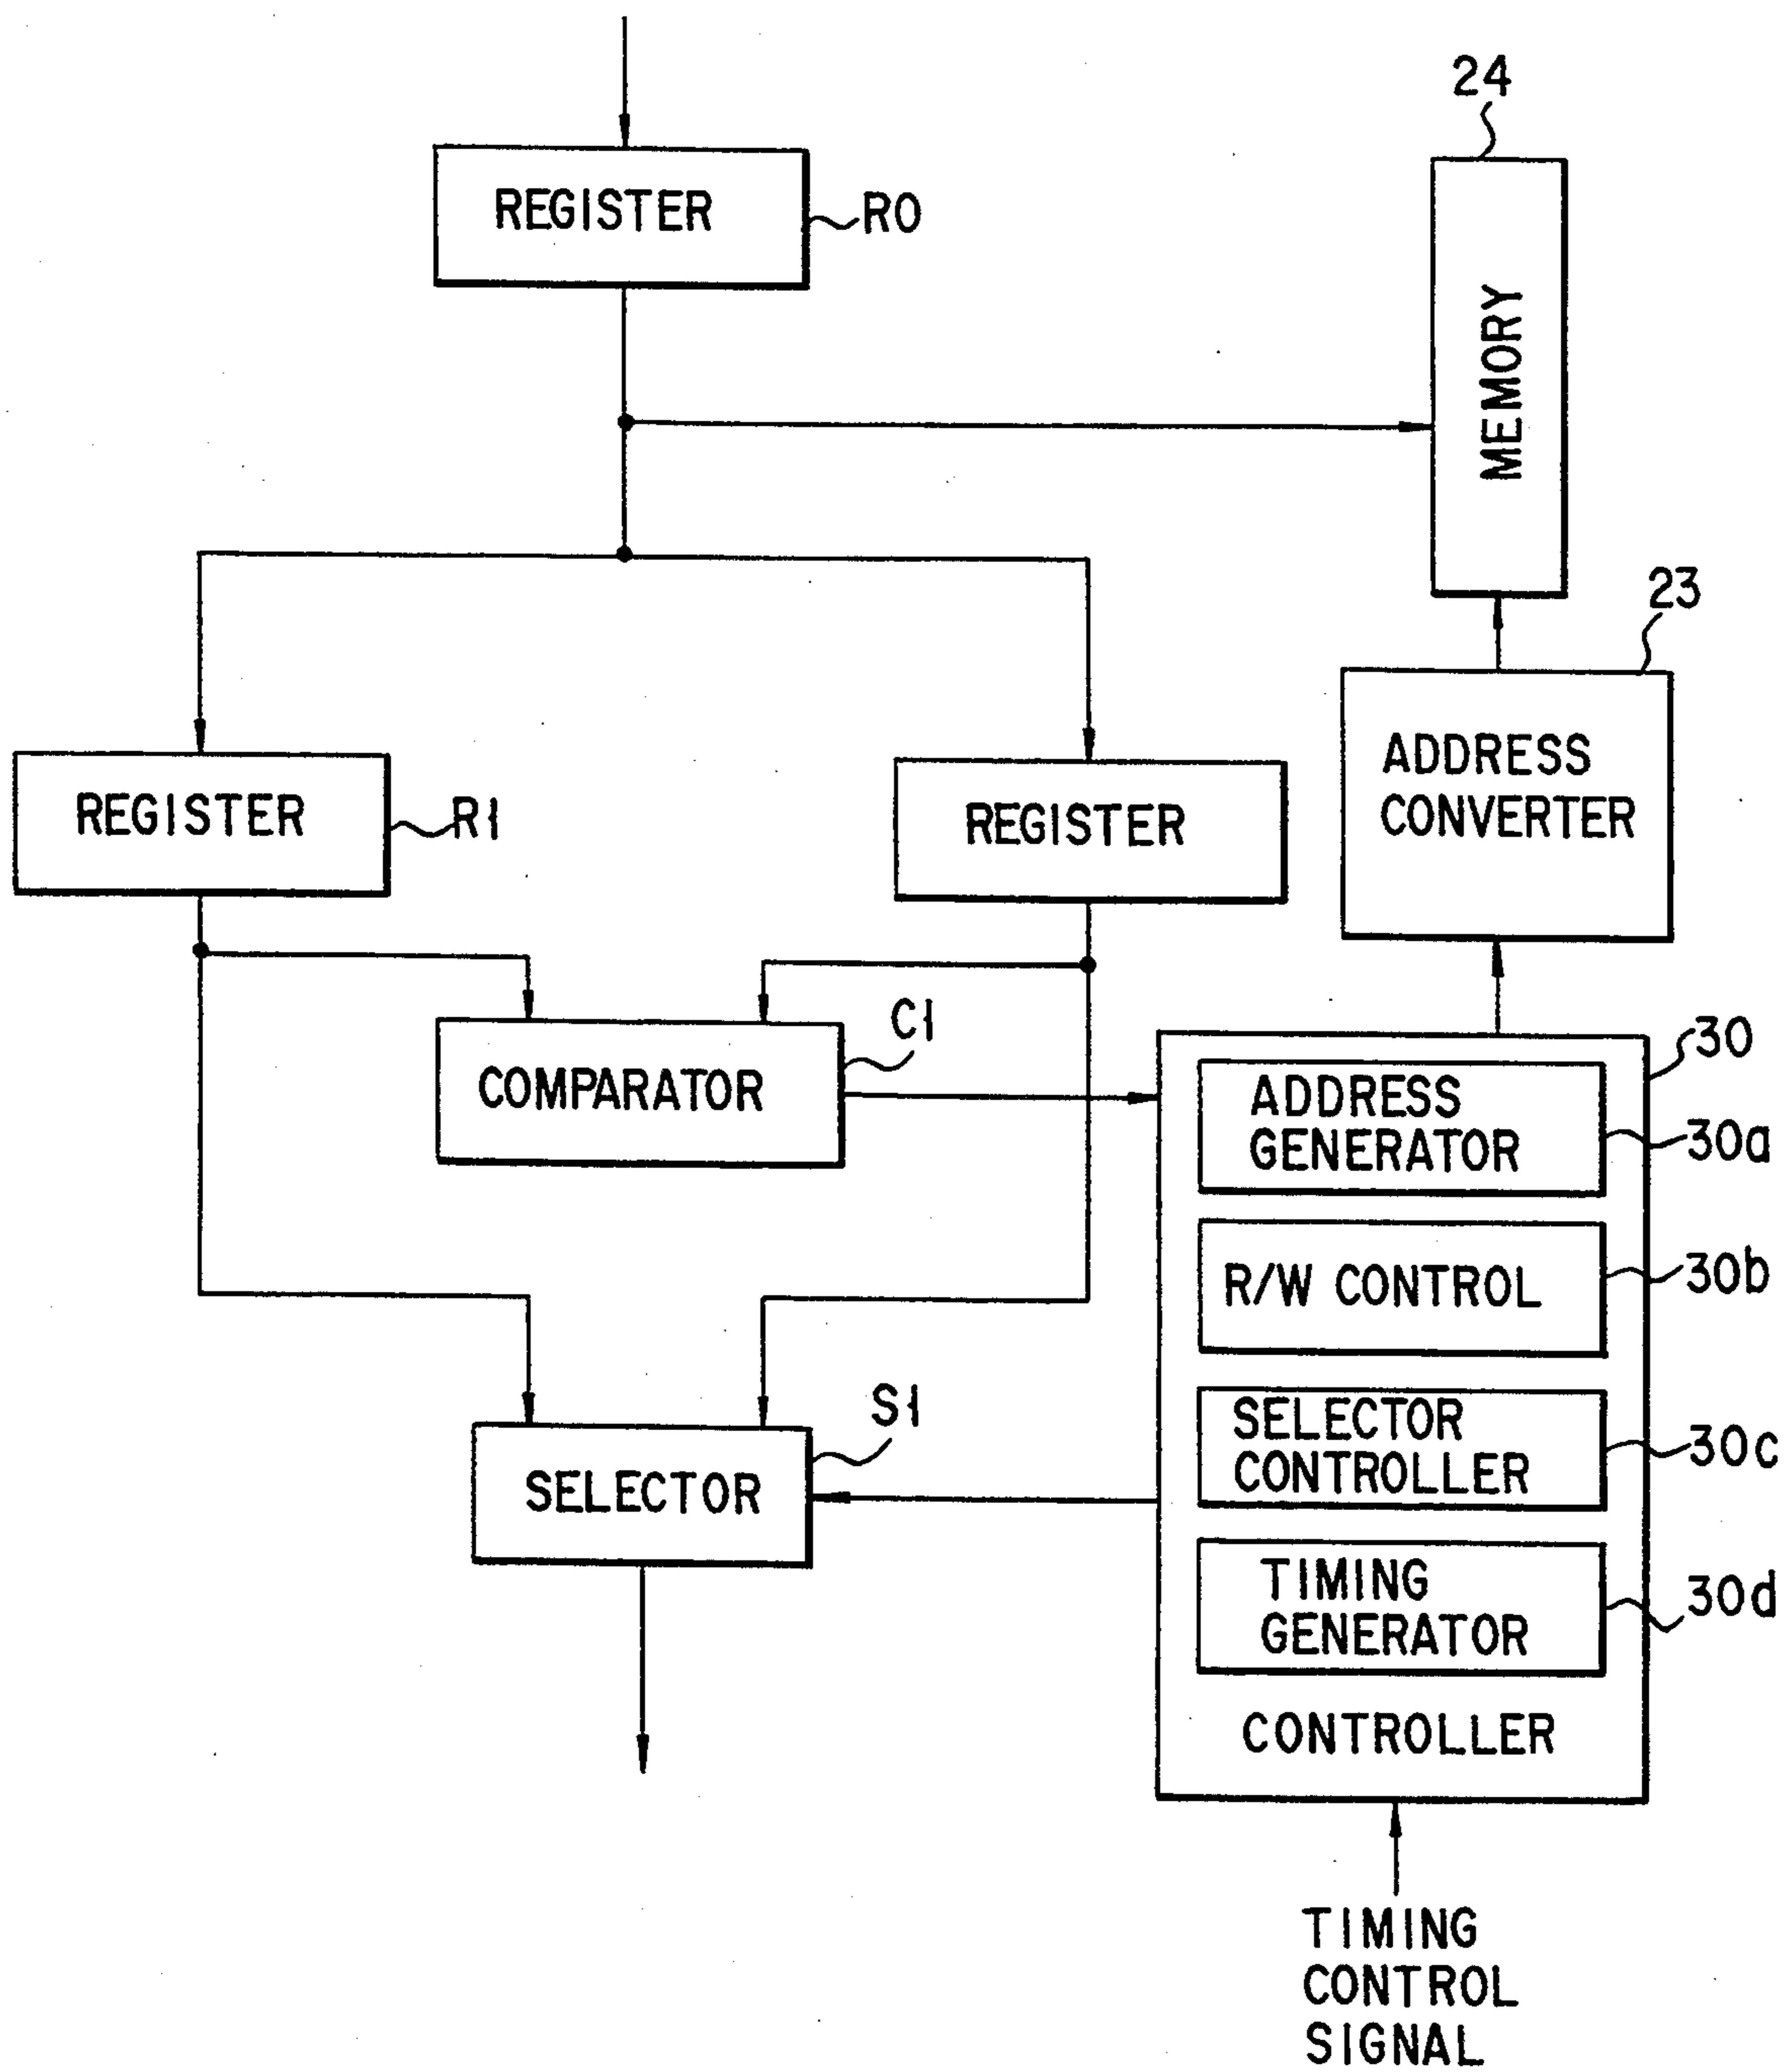 24
REGISTER
R0
MEMORY
23
REGISTER
R1
REGISTER
ADDRESS
CONVERTER
C1
COMPARATOR
30
ADDRESS
GENERATOR
30a
R/W CONTROL
30b
S1
SELECTOR
SELECTOR
CONTROLLER
30c
TIMING
GENERATOR
30d
CONTROLLER
TIMING
CONTROL
SIGNAL